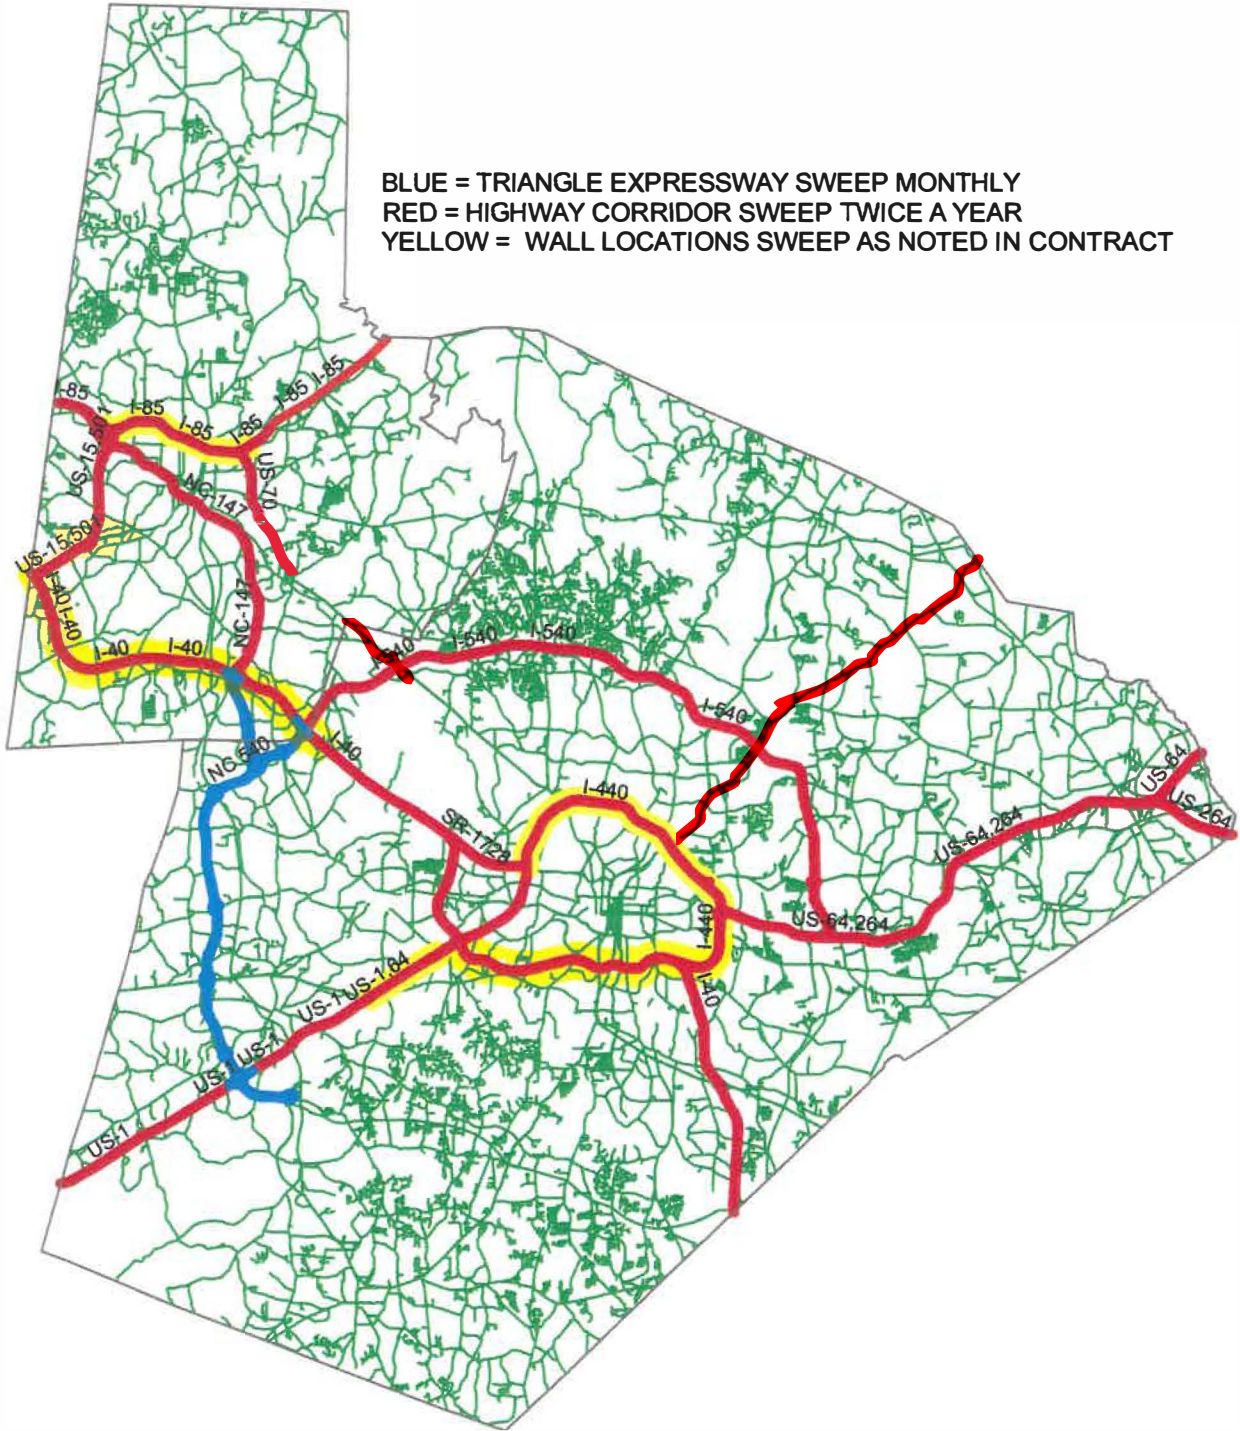 BLUE = TRIANGLE EXPRESSWAY SWEEP MONTHLY
RED = HIGHWAY CORRIDOR SWEEP TWICE A YEAR
YELLOW = WALL LOCATIONS SWEEP AS NOTED IN CONTRACT
I-85
I-85
I-85
I-85
I-85
I-85
US-15,501
US-70
NC-147
US-15,501
I-40
I-40
NC-147
I-40
I-40
I-540
I-540
I-540
I-540
NC-540
I-40
I-440
SR-1728
US-64
US-264
US-64,264
US-64,264
I-440
I-40
US-1
US-1,64
US-1
US-1
US-1